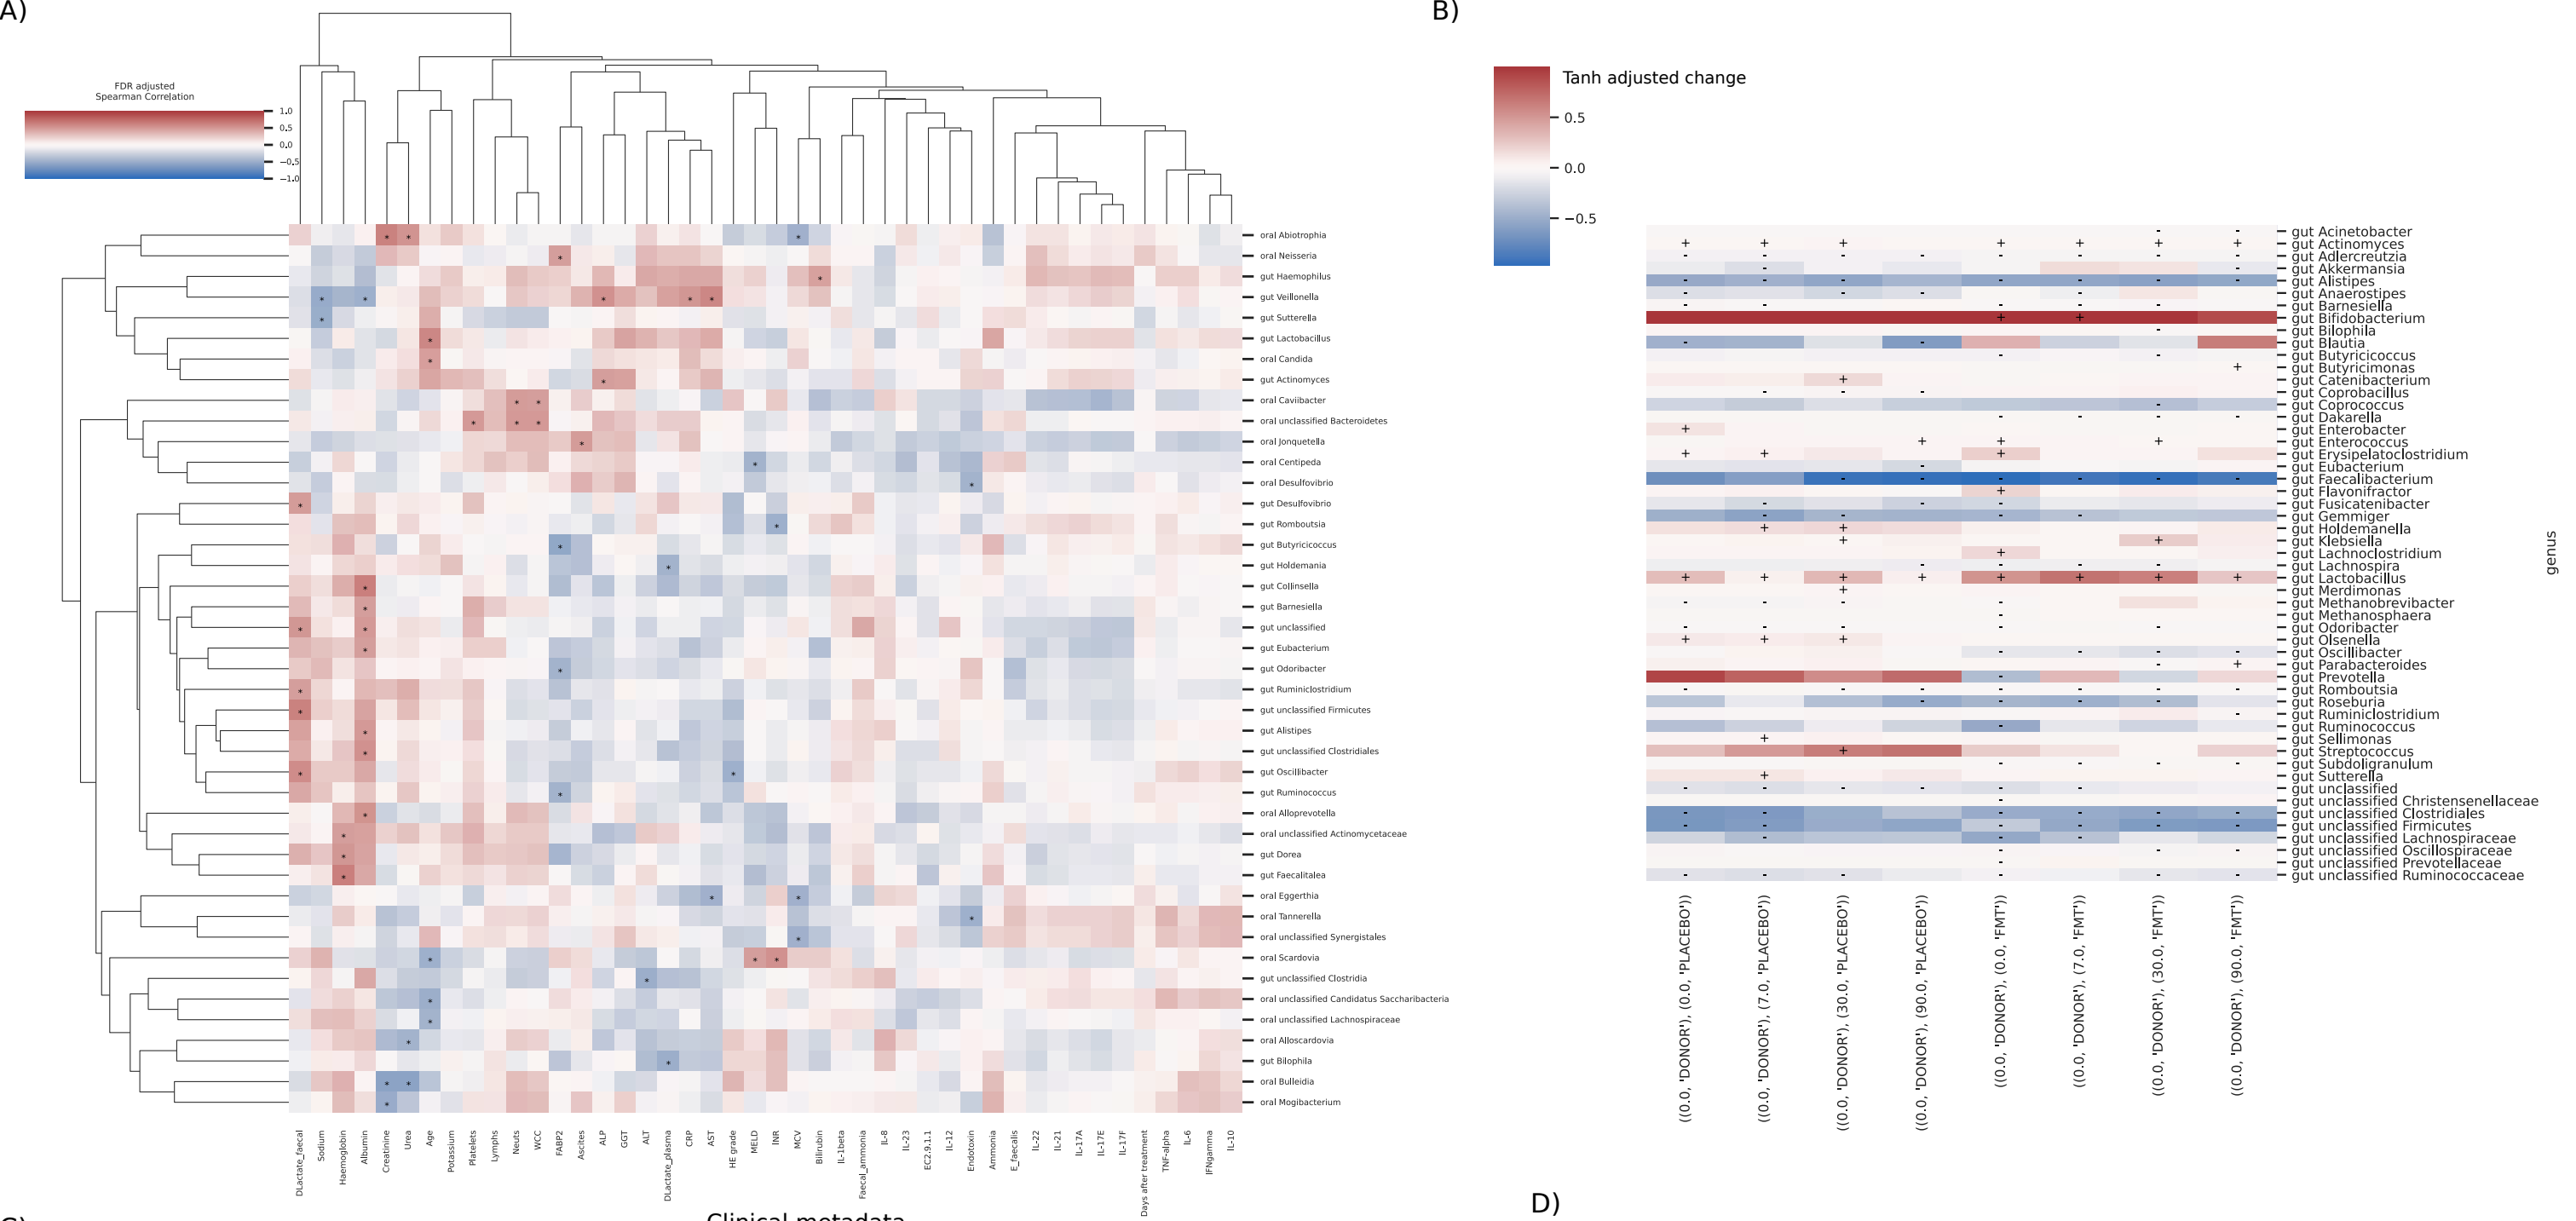 A)
FDR adjusted
Spearman Correlation
1.0
0.5
0.0
−0.5
−1.0
oral Abiotrophia
oral Neisseria
gut Haemophilus
gut Veillonella
gut Sutterella
gut Lactobacillus
oral Candida
gut Actinomyces
oral Caviibacter
oral unclassified Bacteroidetes
oral Jonquetella
oral Centipeda
oral Desulfovibrio
gut Desulfovibrio
gut Romboutsia
gut Butyricicoccus
gut Holdemania
gut Collinsella
gut Barnesiella
gut unclassified
gut Eubacterium
gut Odoribacter
gut Ruminiclostridium
gut unclassified Firmicutes
gut Alistipes
gut unclassified Clostridiales
gut Oscillibacter
gut Ruminococcus
oral Alloprevotella
oral unclassified Actinomycetaceae
gut Dorea
gut Faecalitalea
oral Eggerthia
oral Tannerella
oral unclassified Synergistales
oral Scardovia
gut unclassified Clostridia
oral unclassified Candidatus Saccharibacteria
oral unclassified Lachnospiraceae
oral Alloscardovia
gut Bilophila
oral Bulleidia
oral Mogibacterium
DLactate_faecal
Sodium
Haemoglobin
Albumin
Creatinine
Urea
Age
Potassium
Platelets
Lymphs
Neuts
WCC
FABP2
Ascites
ALP
GGT
ALT
DLactate_plasma
CRP
AST
HE grade
MELD
INR
MCV
Bilirubin
IL-1beta
Faecal_ammonia
IL-8
IL-23
EC2.9.1.1
IL-12
Endotoxin
Ammonia
E_faecalis
IL-22
IL-21
IL-17A
IL-17E
IL-17F
Days after treatment
TNF-alpha
IL-6
IFNgamma
IL-10
Clinical metadata
B)
Tanh adjusted change
0.5
0.0
−0.5
gut Acinetobacter
gut Actinomyces
gut Adlercreutzia
gut Akkermansia
gut Alistipes
gut Anaerostipes
gut Barnesiella
gut Bifidobacterium
gut Bilophila
gut Blautia
gut Butyricicoccus
gut Butyricimonas
gut Catenibacterium
gut Coprobacillus
gut Coprococcus
gut Dakarella
gut Enterobacter
gut Enterococcus
gut Erysipelatoclostridium
gut Eubacterium
gut Faecalibacterium
gut Flavonifractor
gut Fusicatenibacter
gut Gemmiger
gut Holdemanella
gut Klebsiella
gut Lachnoclostridium
gut Lachnospira
gut Lactobacillus
gut Merdimonas
gut Methanobrevibacter
gut Methanosphaera
gut Odoribacter
gut Olsenella
gut Oscillibacter
gut Parabacteroides
gut Prevotella
gut Romboutsia
gut Roseburia
gut Ruminiclostridium
gut Ruminococcus
gut Sellimonas
gut Streptococcus
gut Subdoligranulum
gut Sutterella
gut unclassified
gut unclassified Christensenellaceae
gut unclassified Clostridiales
gut unclassified Firmicutes
gut unclassified Lachnospiraceae
gut unclassified Oscillospiraceae
gut unclassified Prevotellaceae
gut unclassified Ruminococcaceae
genus
((0.0, 'DONOR'), (0.0, 'PLACEBO'))
((0.0, 'DONOR'), (7.0, 'PLACEBO'))
((0.0, 'DONOR'), (30.0, 'PLACEBO'))
((0.0, 'DONOR'), (90.0, 'PLACEBO'))
((0.0, 'DONOR'), (0.0, 'FMT'))
((0.0, 'DONOR'), (7.0, 'FMT'))
((0.0, 'DONOR'), (30.0, 'FMT'))
((0.0, 'DONOR'), (90.0, 'FMT'))
D)